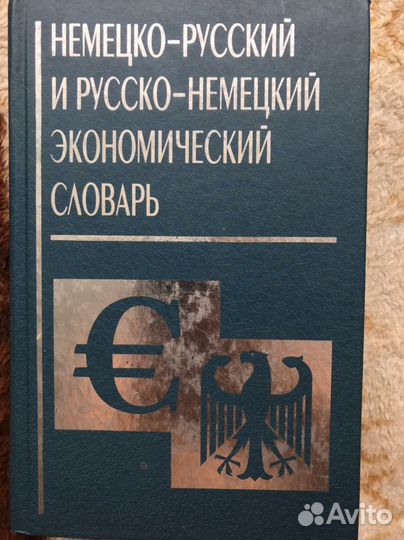 НЕМЕЦКО-РУССКИЙ
И РУССКО-НЕМЕЦКИЙ
ЭКОНОМИЧЕСКИЙ
СЛОВАРЬ
€
Avito